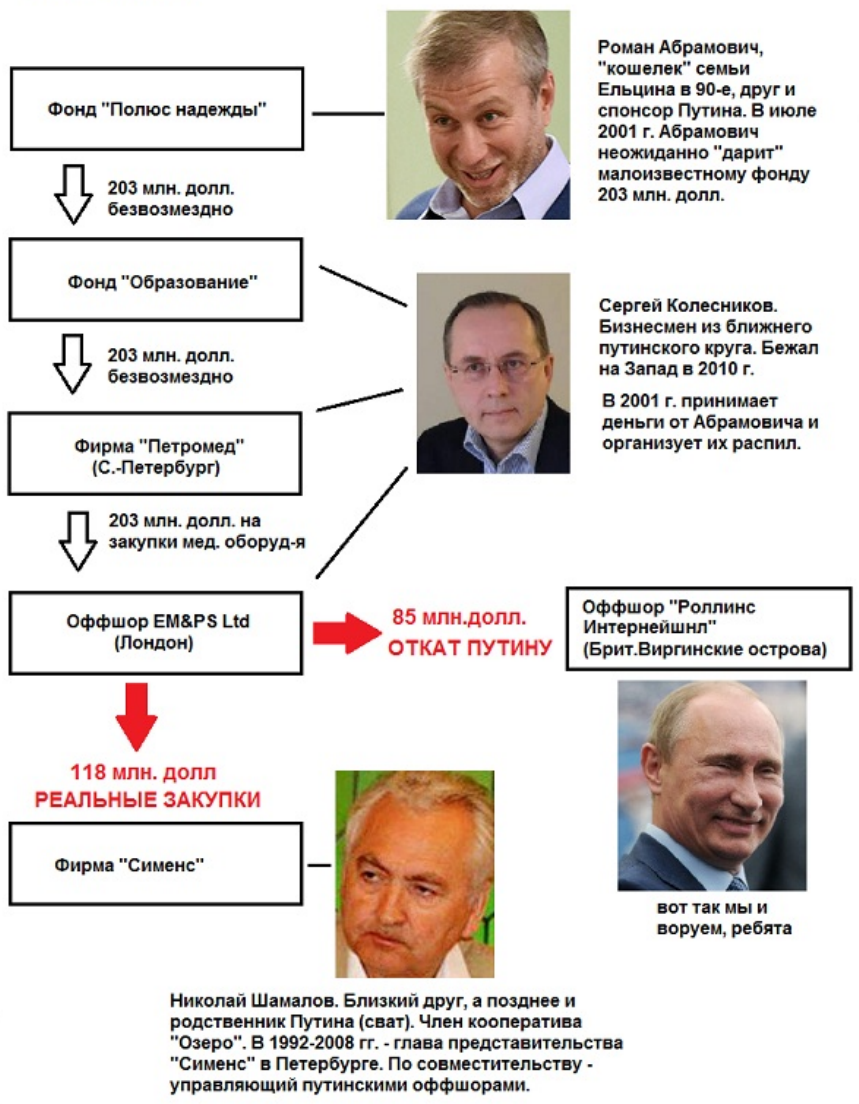 Фонд "Полюс надежды"
Роман Абрамович,
"кошелек" семьи
Ельцина в 90-е, друг и
спонсор Путина. В июле
2001 г. Абрамович
неожиданно "дарит"
малоизвестному фонду
203 млн. долл.
203 млн. долл.
безвозмездно
Фонд "Образование"
203 млн. долл.
безвозмездно
Сергей Колесников.
Бизнесмен из ближнего
путинского круга. Бежал
на Запад в 2010 г.
В 2001 г. принимает
деньги от Абрамовича и
организует их распил.
Фирма "Петромед"
(С.-Петербург)
203 млн. долл. на
закупки мед. оборуд-я
Оффшор EM&PS Ltd
(Лондон)
85 млн.долл.
ОТКАТ ПУТИНУ
Оффшор "Роллинс
Интернейшнл"
(Брит.Виргинские острова)
118 млн. долл
РЕАЛЬНЫЕ ЗАКУПКИ
Фирма "Сименс"
вот так мы и
воруем, ребята
Николай Шамалов. Близкий друг, а позднее и
родственник Путина (сват). Член кооператива
"Озеро". В 1992-2008 гг. - глава представительства
"Сименс" в Петербурге. По совместительству -
управляющий путинскими оффшорами.